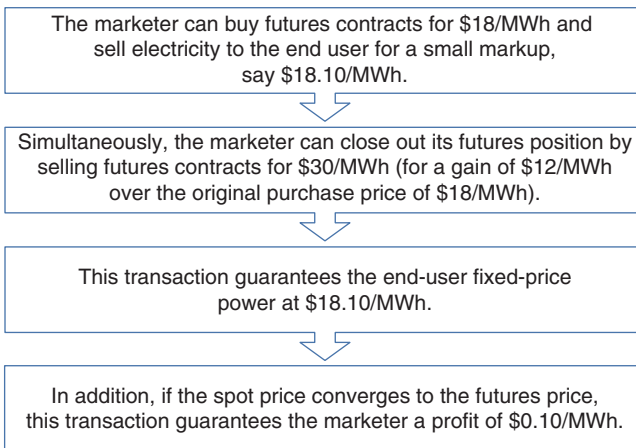 The marketer can buy futures contracts for $18/MWh and
sell electricity to the end user for a small markup,
say $18.10/MWh.
Simultaneously, the marketer can close out its futures position by
selling futures contracts for $30/MWh (for a gain of $12/MWh
over the original purchase price of $18/MWh).
This transaction guarantees the end-user fixed-price
power at $18.10/MWh.
In addition, if the spot price converges to the futures price,
this transaction guarantees the marketer a profit of $0.10/MWh.